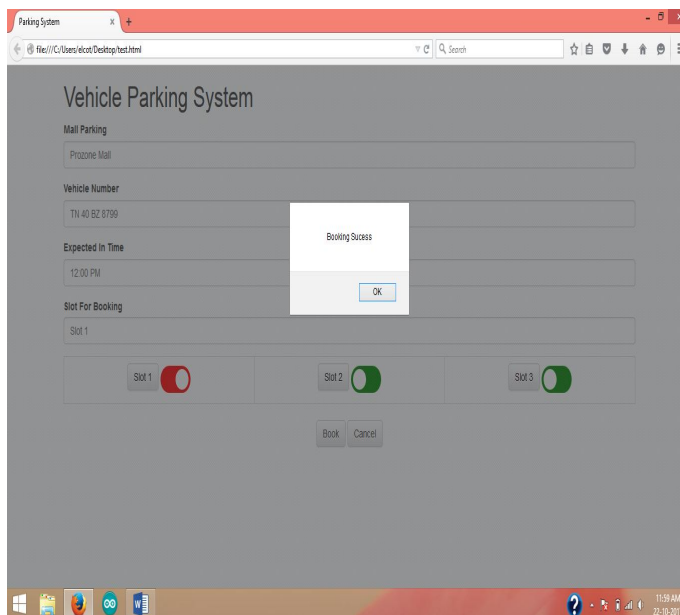 Parking System x +
file:///C:/Users/elcot/Desktop/test.html
Search
Vehicle Parking System
Mall Parking
Prozone Mall
Vehicle Number
TN 40 BZ 8799
Booking Sucess
Expected In Time
12:00 PM
OK
Slot For Booking
Slot 1
Slot 1 Slot 2 Slot 3
Book Cancel
11:59 AM